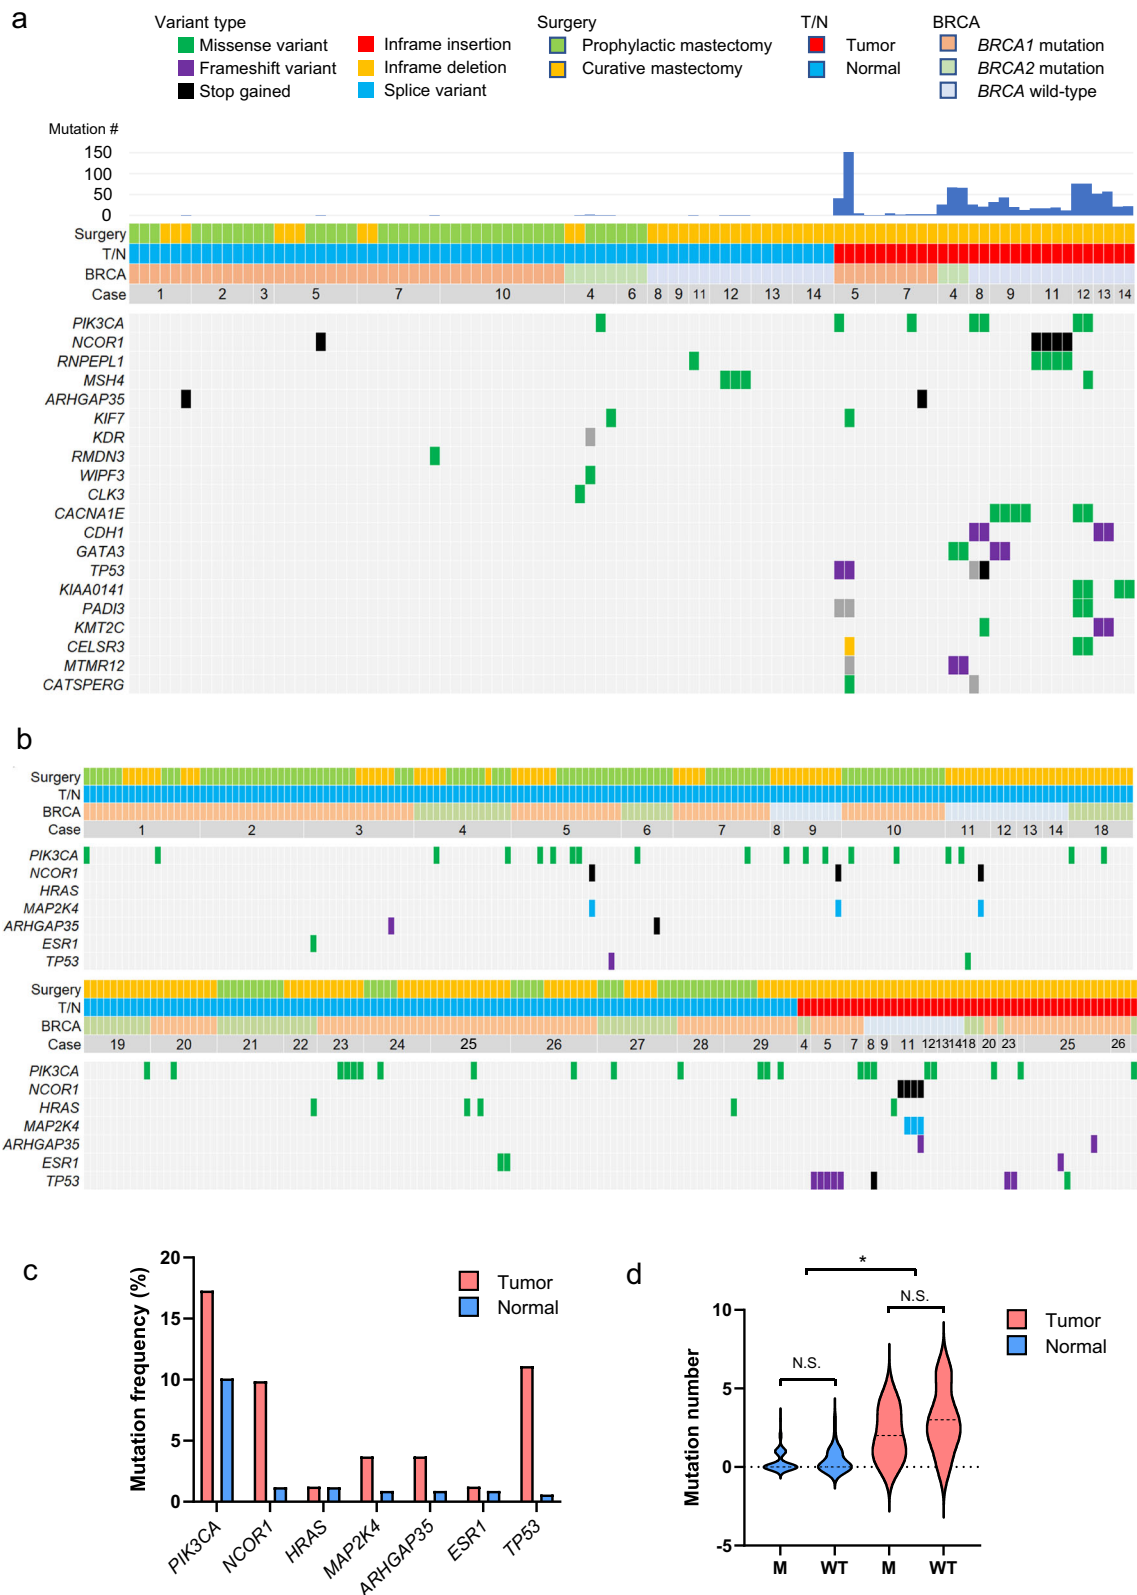 a
Variant type
Surgery
T/N
BRCA
Missense variant
Inframe insertion
Prophylactic mastectomy
Tumor
BRCA1 mutation
Frameshift variant
Inframe deletion
Curative mastectomy
Normal
BRCA2 mutation
Stop gained
Splice variant
BRCA wild-type
Mutation #
150
100
50
0
Surgery
T/N
BRCA
Case 1 2 3 5 7 10 4 6 8 9 11 12 13 14 5 7 4 8 9 11 12 13 14
PIK3CA
NCOR1
RNPEPL1
MSH4
ARHGAP35
KIF7
KDR
RMDN3
WIPF3
CLK3
CACNA1E
CDH1
GATA3
TP53
KIAA0141
PADI3
KMT2C
CELSR3
MTMR12
CATSPERG
b
Surgery
T/N
BRCA
Case 1 2 3 4 5 6 7 8 9 10 11 12 13 14 18
PIK3CA
NCOR1
HRAS
MAP2K4
ARHGAP35
ESR1
TP53
Surgery
T/N
BRCA
Case 19 20 21 22 23 24 25 26 27 28 29 4 5 7 8 9 11 12 13 14 18 20 23 25 26
PIK3CA
NCOR1
HRAS
MAP2K4
ARHGAP35
ESR1
TP53
c
Mutation frequency (%)
20
15
10
5
0
Tumor
Normal
PIK3CA
NCOR1
HRAS
MAP2K4
ARHGAP35
ESR1
TP53
d
Mutation number
10
5
0
-5
*
N.S.
N.S.
Tumor
Normal
M WT M WT